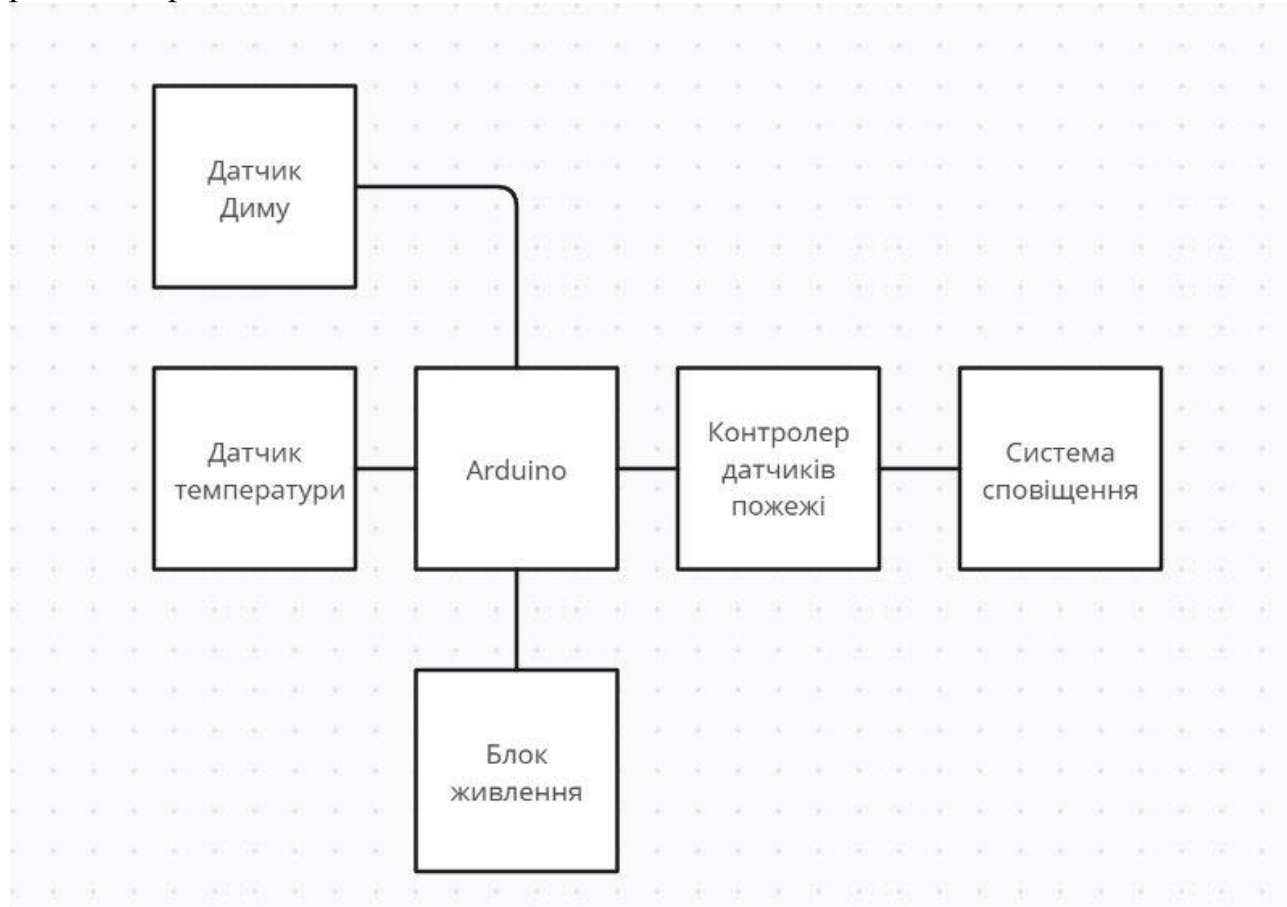 Датчик
Диму
Датчик
температури
Arduino
Контролер
датчиків
пожежі
Система
сповіщення
Блок
живлення